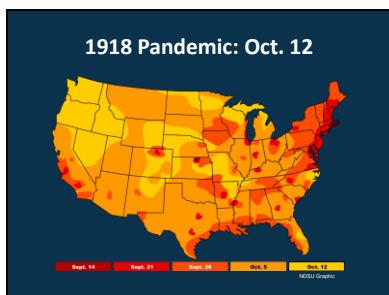 1918 Pandemic: Oct. 12
Sept. 14 Sept. 21 Sept. 28 Oct. 5 Oct. 12
NDSU Graphic